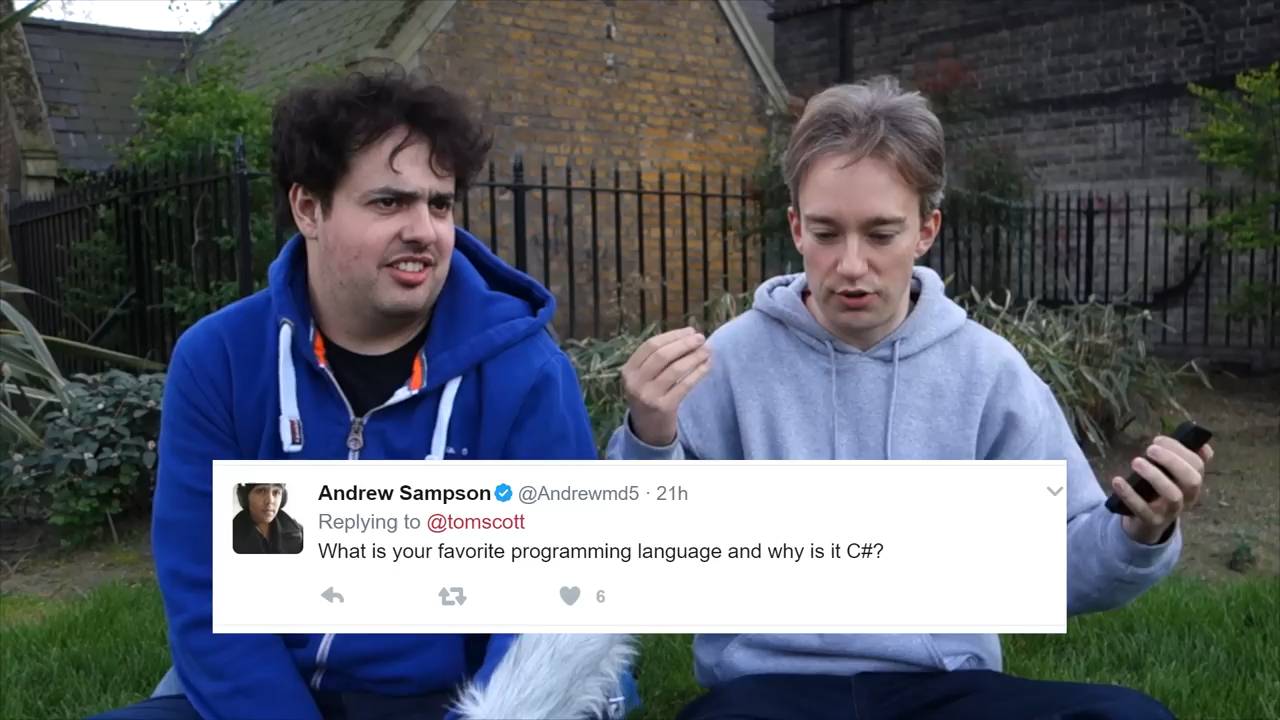 Andrew Sampson @Andrewmd5 · 21h
Replying to @tomscott
What is your favorite programming language and why is it C#?
6